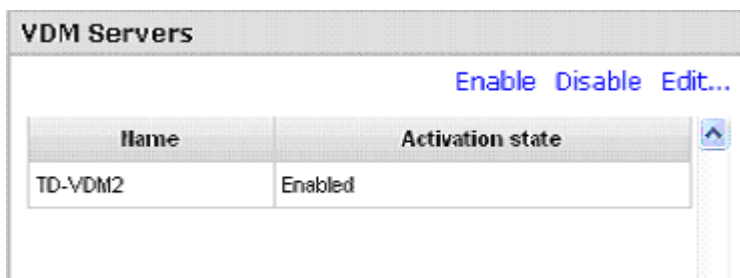 VDM Servers
Enable Disable Edit...
Name Activation state
TD-VDM2 Enabled